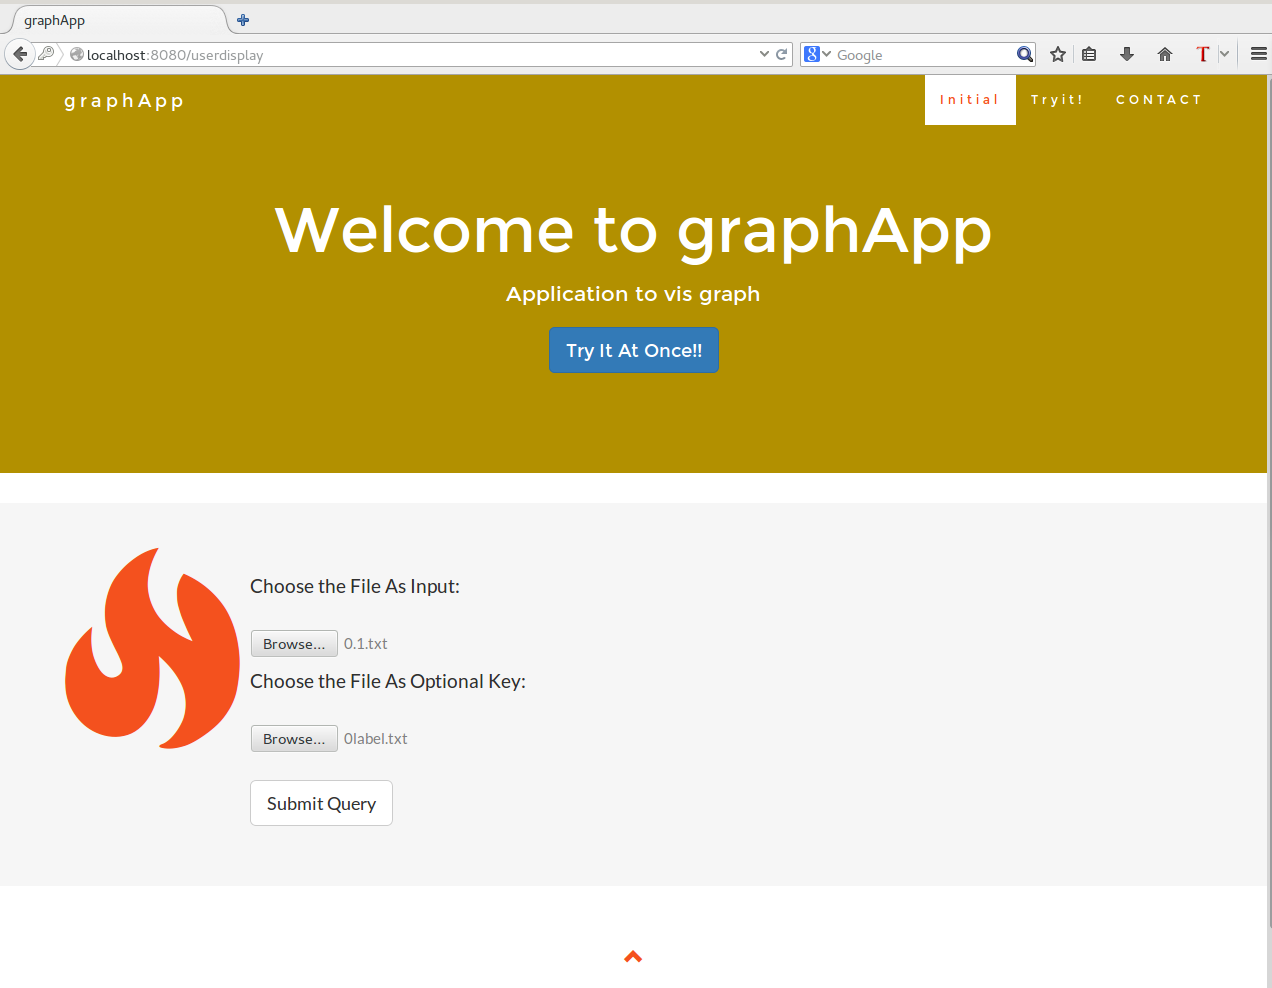 graphApp
localhost:8080/userdisplay
8 Google
T
graphApp Initial Tryit! CONTACT
Welcome to graphApp
Application to vis graph
Try It At Once!!
Choose the File As Input:
Browse... 0.1.txt
Choose the File As Optional Key:
Browse... 0label.txt
Submit Query